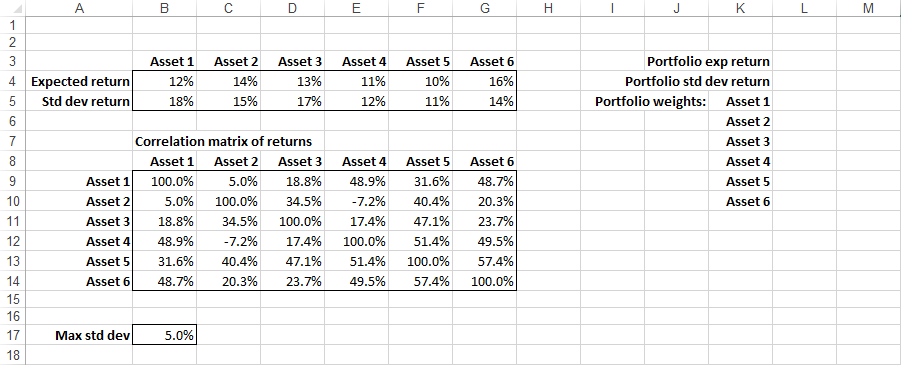 A B C D E F G H I J K L M
1
2
3 Asset 1 Asset 2 Asset 3 Asset 4 Asset 5 Asset 6 Portfolio exp return
4 Expected return 12% 14% 13% 11% 10% 16% Portfolio std dev return
5 Std dev return 18% 15% 17% 12% 11% 14% Portfolio weights: Asset 1
6 Asset 2
7 Correlation matrix of returns Asset 3
8 Asset 1 Asset 2 Asset 3 Asset 4 Asset 5 Asset 6 Asset 4
9 Asset 1 100.0% 5.0% 18.8% 48.9% 31.6% 48.7% Asset 5
10 Asset 2 5.0% 100.0% 34.5% -7.2% 40.4% 20.3% Asset 6
11 Asset 3 18.8% 34.5% 100.0% 17.4% 47.1% 23.7%
12 Asset 4 48.9% -7.2% 17.4% 100.0% 51.4% 49.5%
13 Asset 5 31.6% 40.4% 47.1% 51.4% 100.0% 57.4%
14 Asset 6 48.7% 20.3% 23.7% 49.5% 57.4% 100.0%
15
16
17 Max std dev 5.0%
18